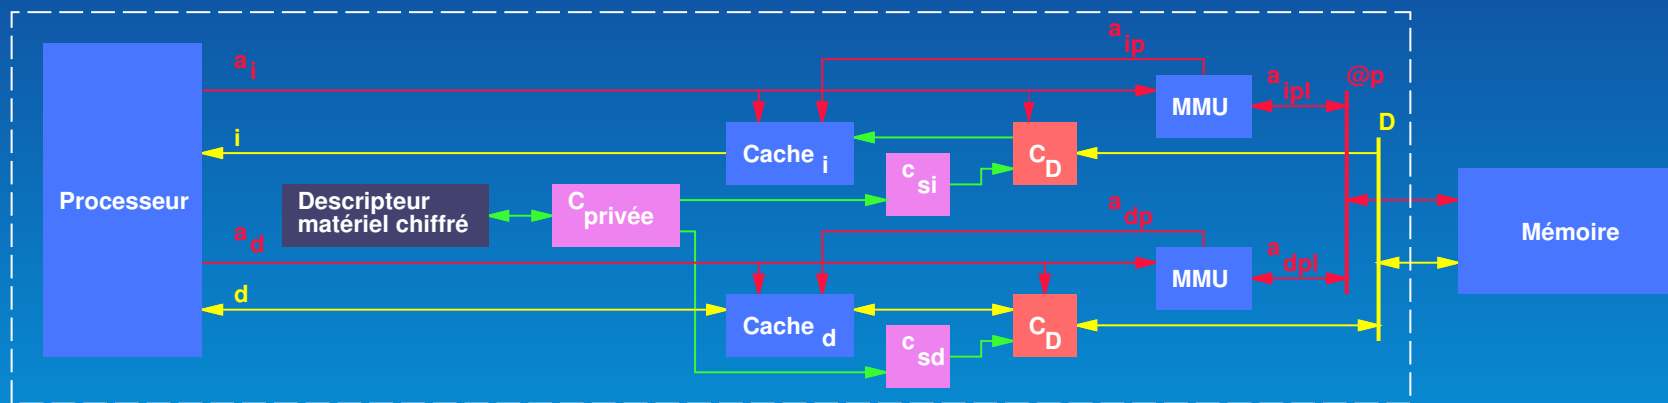 a ip
a i
a ipl
@p
MMU
D
i
Cache i
C D
c si
Processeur
Descripteur
matériel chiffré
C privée
a dp
Mémoire
a d
a dpl
MMU
d
Cache d
C D
c sd